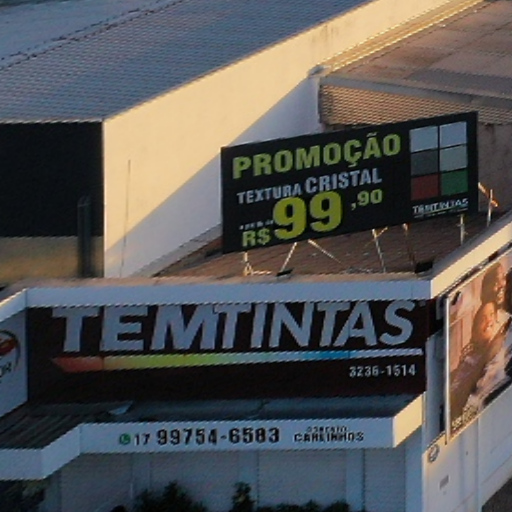 PROMOÇÃO
TEXTURA CRISTAL
R$ 99,90
TEMTINTAS
TEMTINTAS
3236-1514
17 99754-6583
CARLINHOS